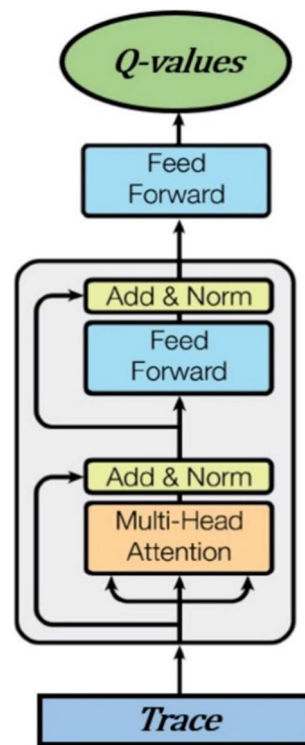 Q-values
Feed
Forward
Add & Norm
Feed
Forward
Add & Norm
Multi-Head
Attention
Trace